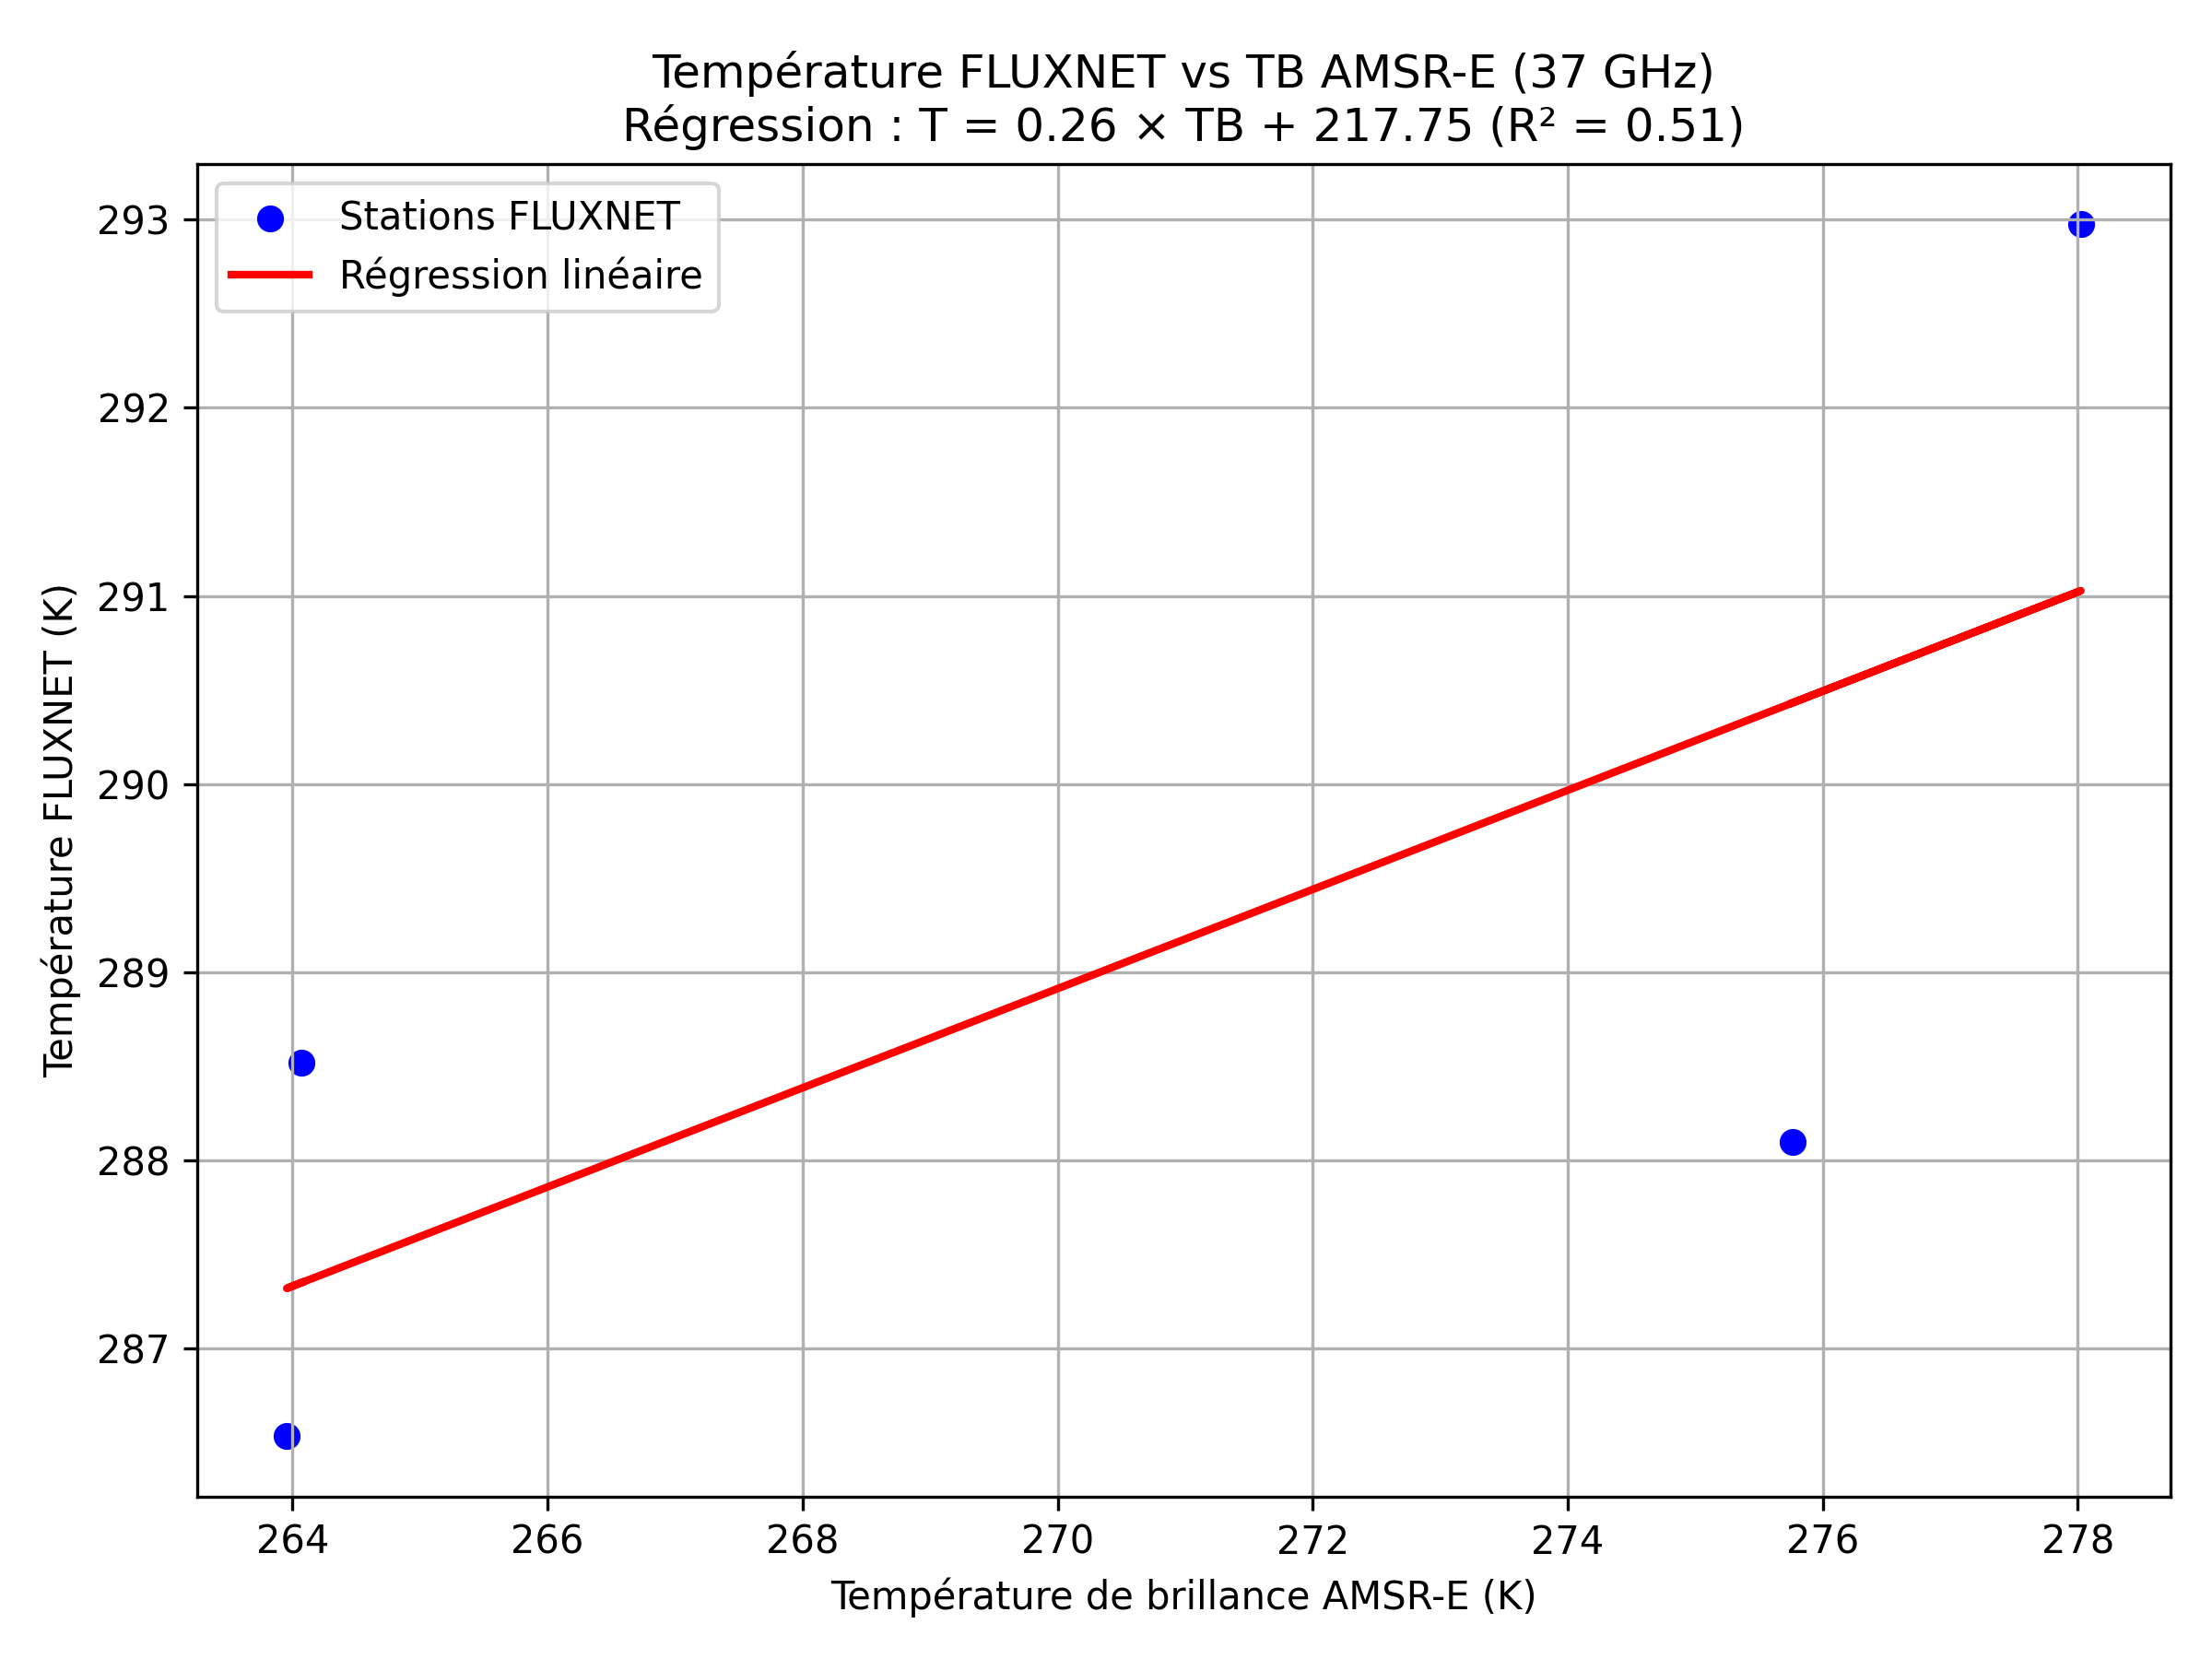 Température FLUXNET vs TB AMSR-E (37 GHz)
Régression : T = 0.26 × TB + 217.75 (R² = 0.51)
Stations FLUXNET
Régression linéaire
293
292
291
290
289
288
287
Température FLUXNET (K)
264 266 268 270 272 274 276 278
Température de brillance AMSR-E (K)